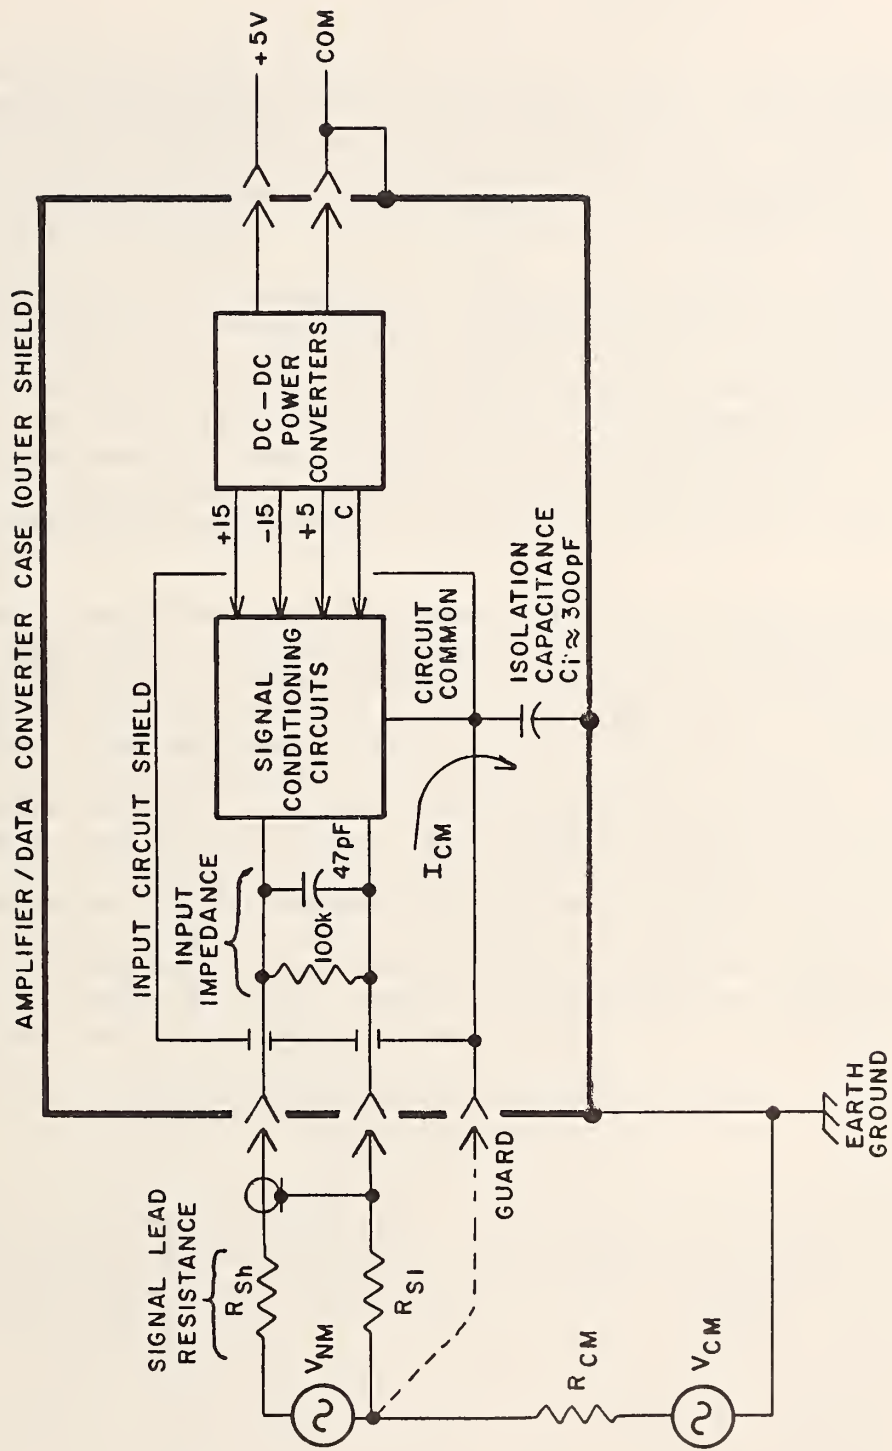 AMPLIFIER/DATA CONVERTER CASE (OUTER SHIELD)
INPUT CIRCUIT SHIELD
SIGNAL LEAD
RESISTANCE
RSh
VNM
RSl
GUARD
RCM
VCM
EARTH
GROUND
INPUT
IMPEDANCE
100k
47pF
SIGNAL
CONDITIONING
CIRCUITS
ICM
CIRCUIT
COMMON
ISOLATION
CAPACITANCE
Ci ≈ 300pF
+15
-15
+5
C
DC-DC
POWER
CONVERTERS
+5V
COM